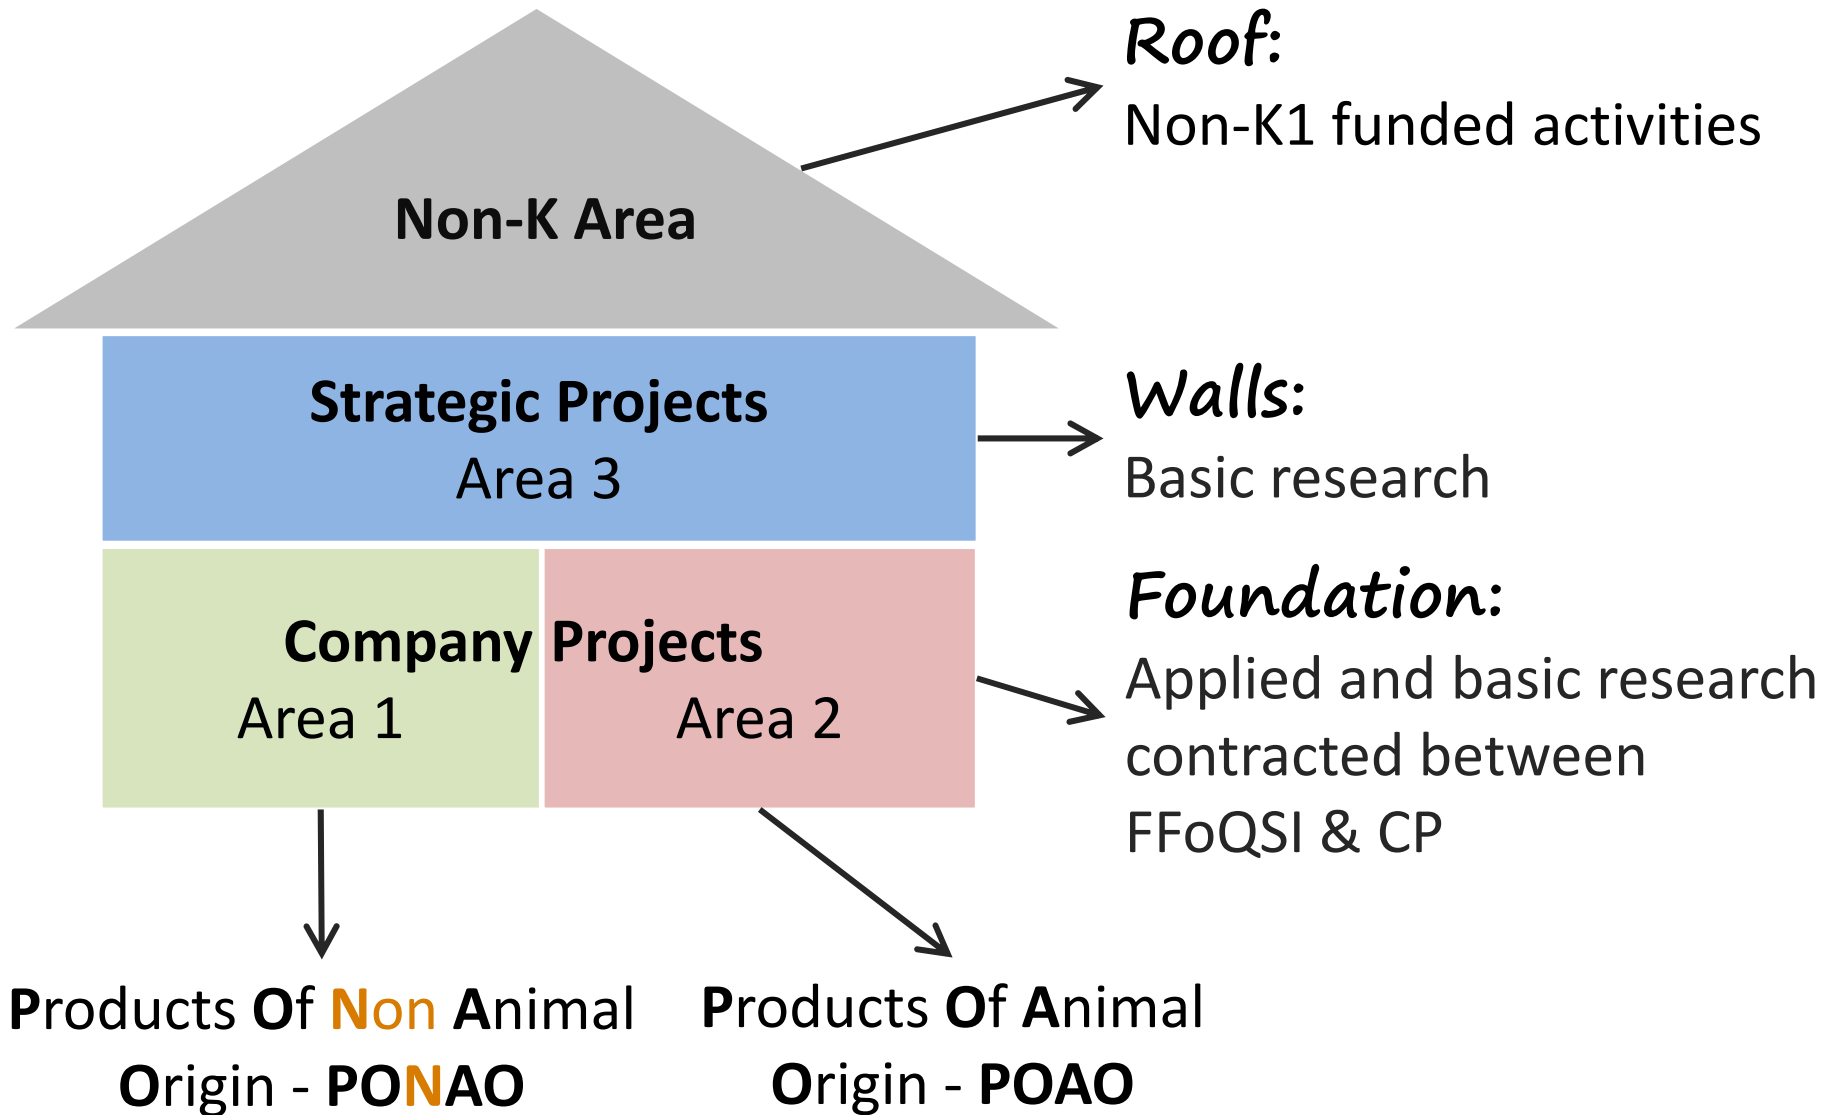 Roof:
Non-K1 funded activities
Non-K Area
Strategic Projects
Area 3
Walls:
Basic research
Company Projects
Area 1
Area 2
Foundation:
Applied and basic research
contracted between
FFoQSI & CP
Products Of Non Animal
Origin - PONAO
Products Of Animal
Origin - POAO